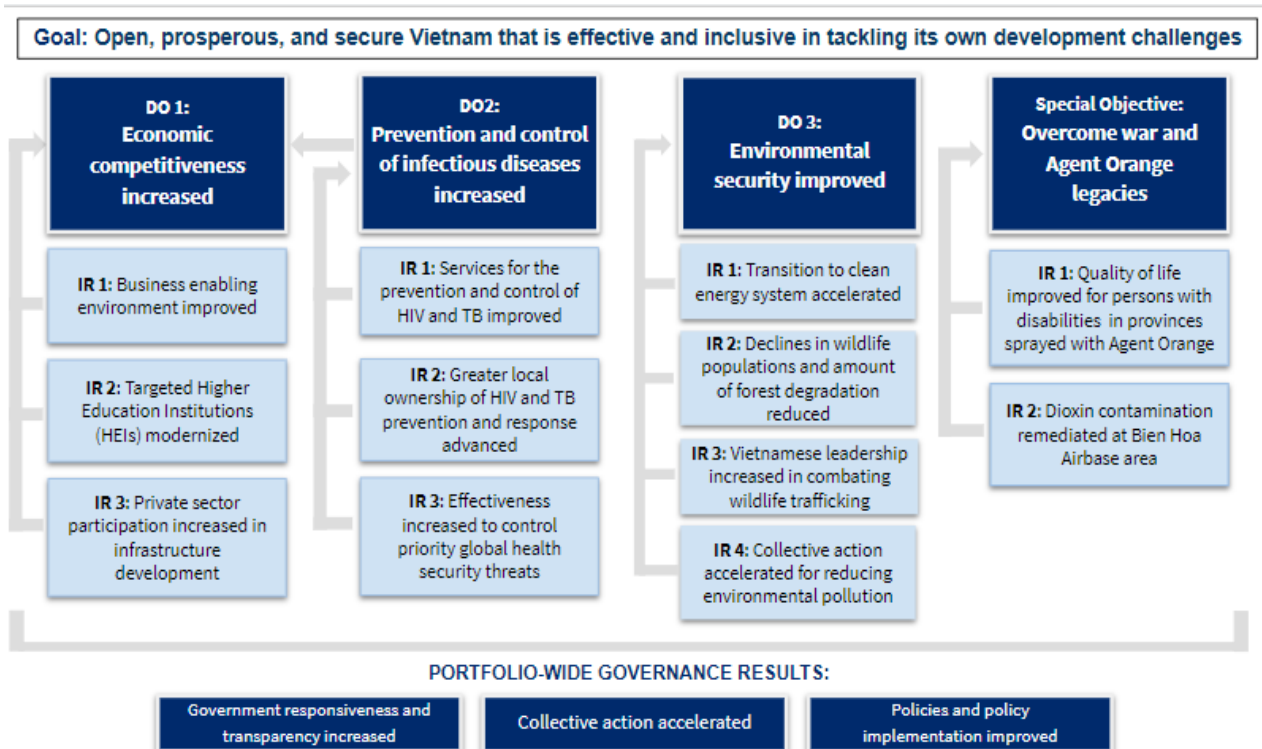 Goal: Open, prosperous, and secure Vietnam that is effective and inclusive in tackling its own development challenges
DO 1:
Economic
competitiveness
increased
IR 1: Business enabling
environment improved
IR 2: Targeted Higher
Education Institutions
(HEIs) modernized
IR 3: Private sector
participation increased in
infrastructure
development
DO2:
Prevention and control
of infectious diseases
increased
IR 1: Services for the
prevention and control of
HIV and TB improved
IR 2: Greater local
ownership of HIV and TB
prevention and response
advanced
IR 3: Effectiveness
increased to control
priority global health
security threats
DO 3:
Environmental
security improved
IR 1: Transition to clean
energy system accelerated
IR 2: Declines in wildlife
populations and amount
of forest degradation
reduced
IR 3: Vietnamese leadership
increased in combating
wildlife trafficking
IR 4: Collective action
accelerated for reducing
environmental pollution
Special Objective:
Overcome war and
Agent Orange
legacies
IR 1: Quality of life
improved for persons with
disabilities in provinces
sprayed with Agent Orange
IR 2: Dioxin contamination
remediated at Bien Hoa
Airbase area
PORTFOLIO-WIDE GOVERNANCE RESULTS:
Government responsiveness and
transparency increased
Collective action accelerated
Policies and policy
implementation improved